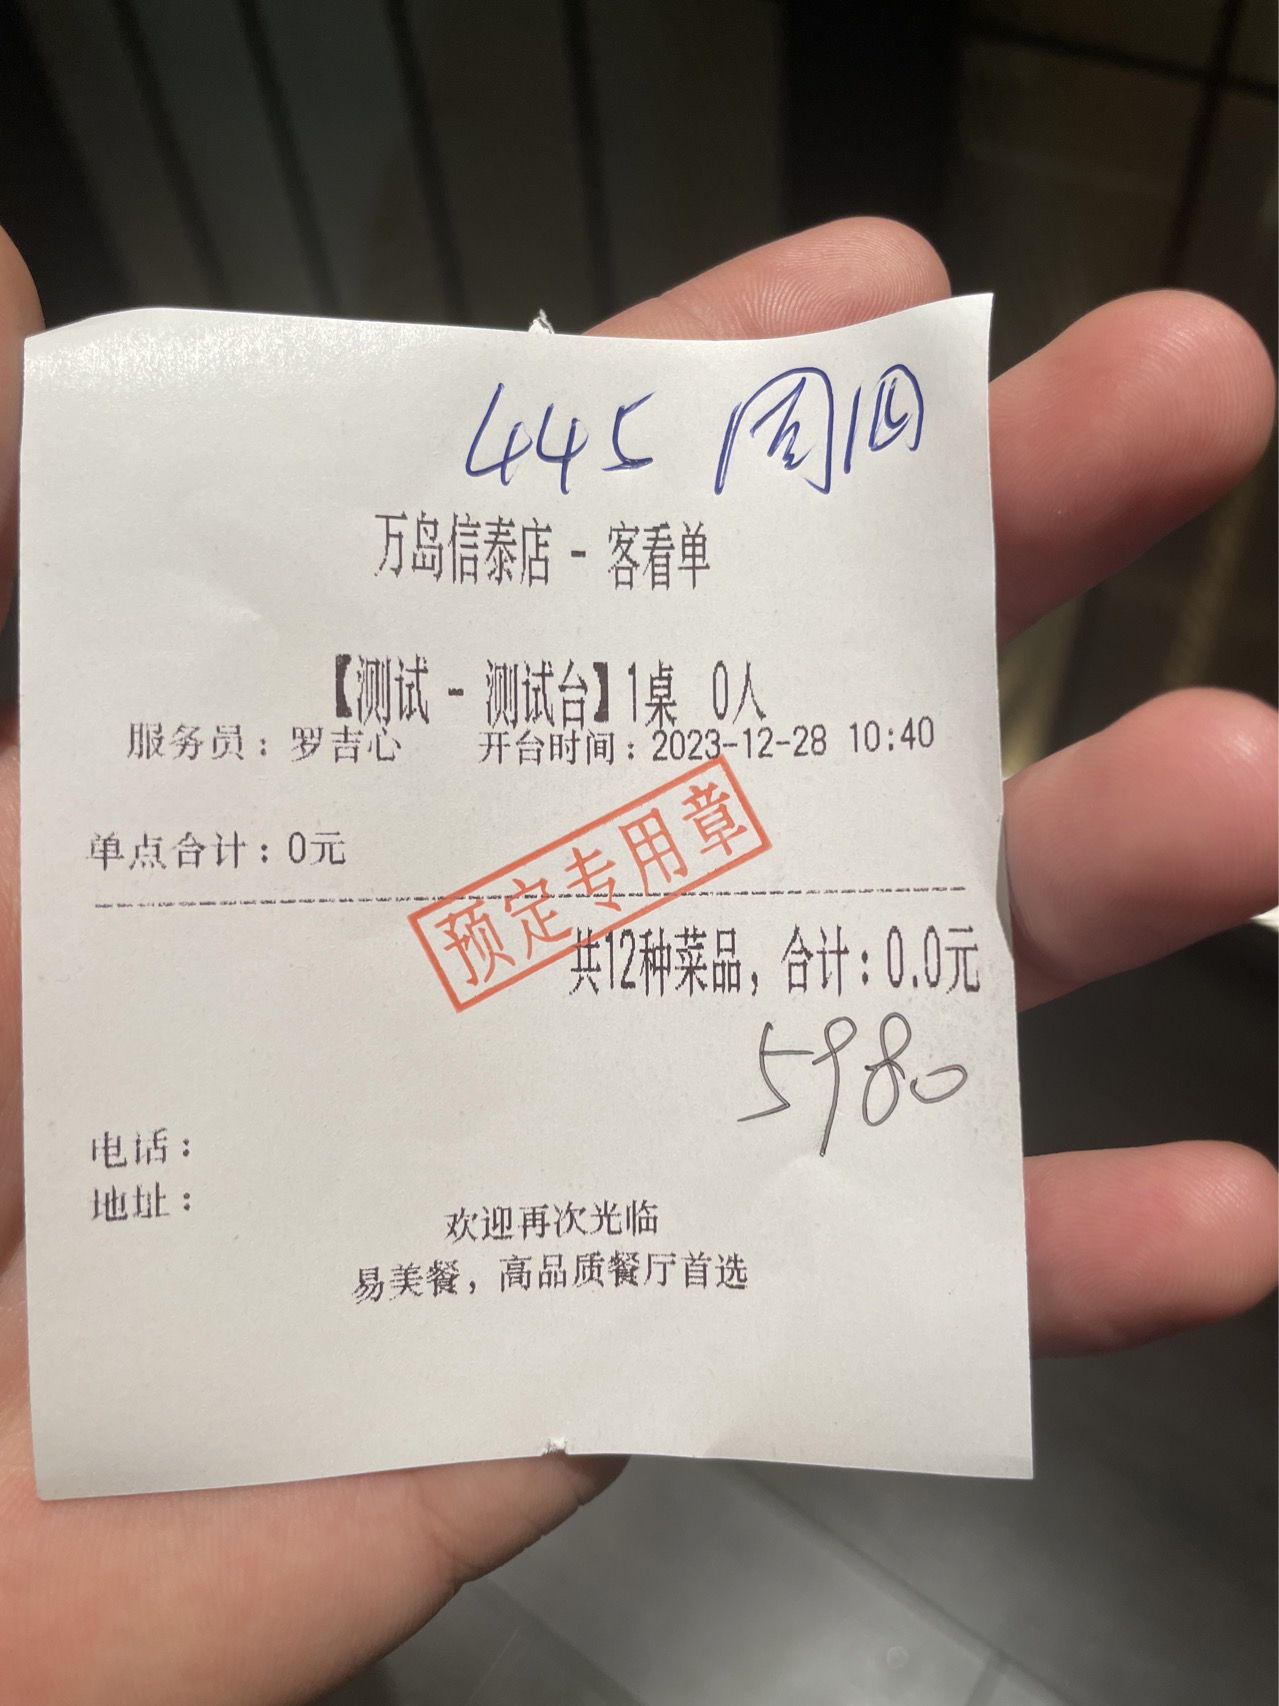 445 周四
万岛信泰店 - 客看单
【测试 - 测试台】1桌 0人
服务员：罗吉心 开台时间：2023-12-28 10:40
单点合计：0元
预定专用章
共12种菜品，合计：0.0元
5980
电话：
地址：
欢迎再次光临
易美餐，高品质餐厅首选